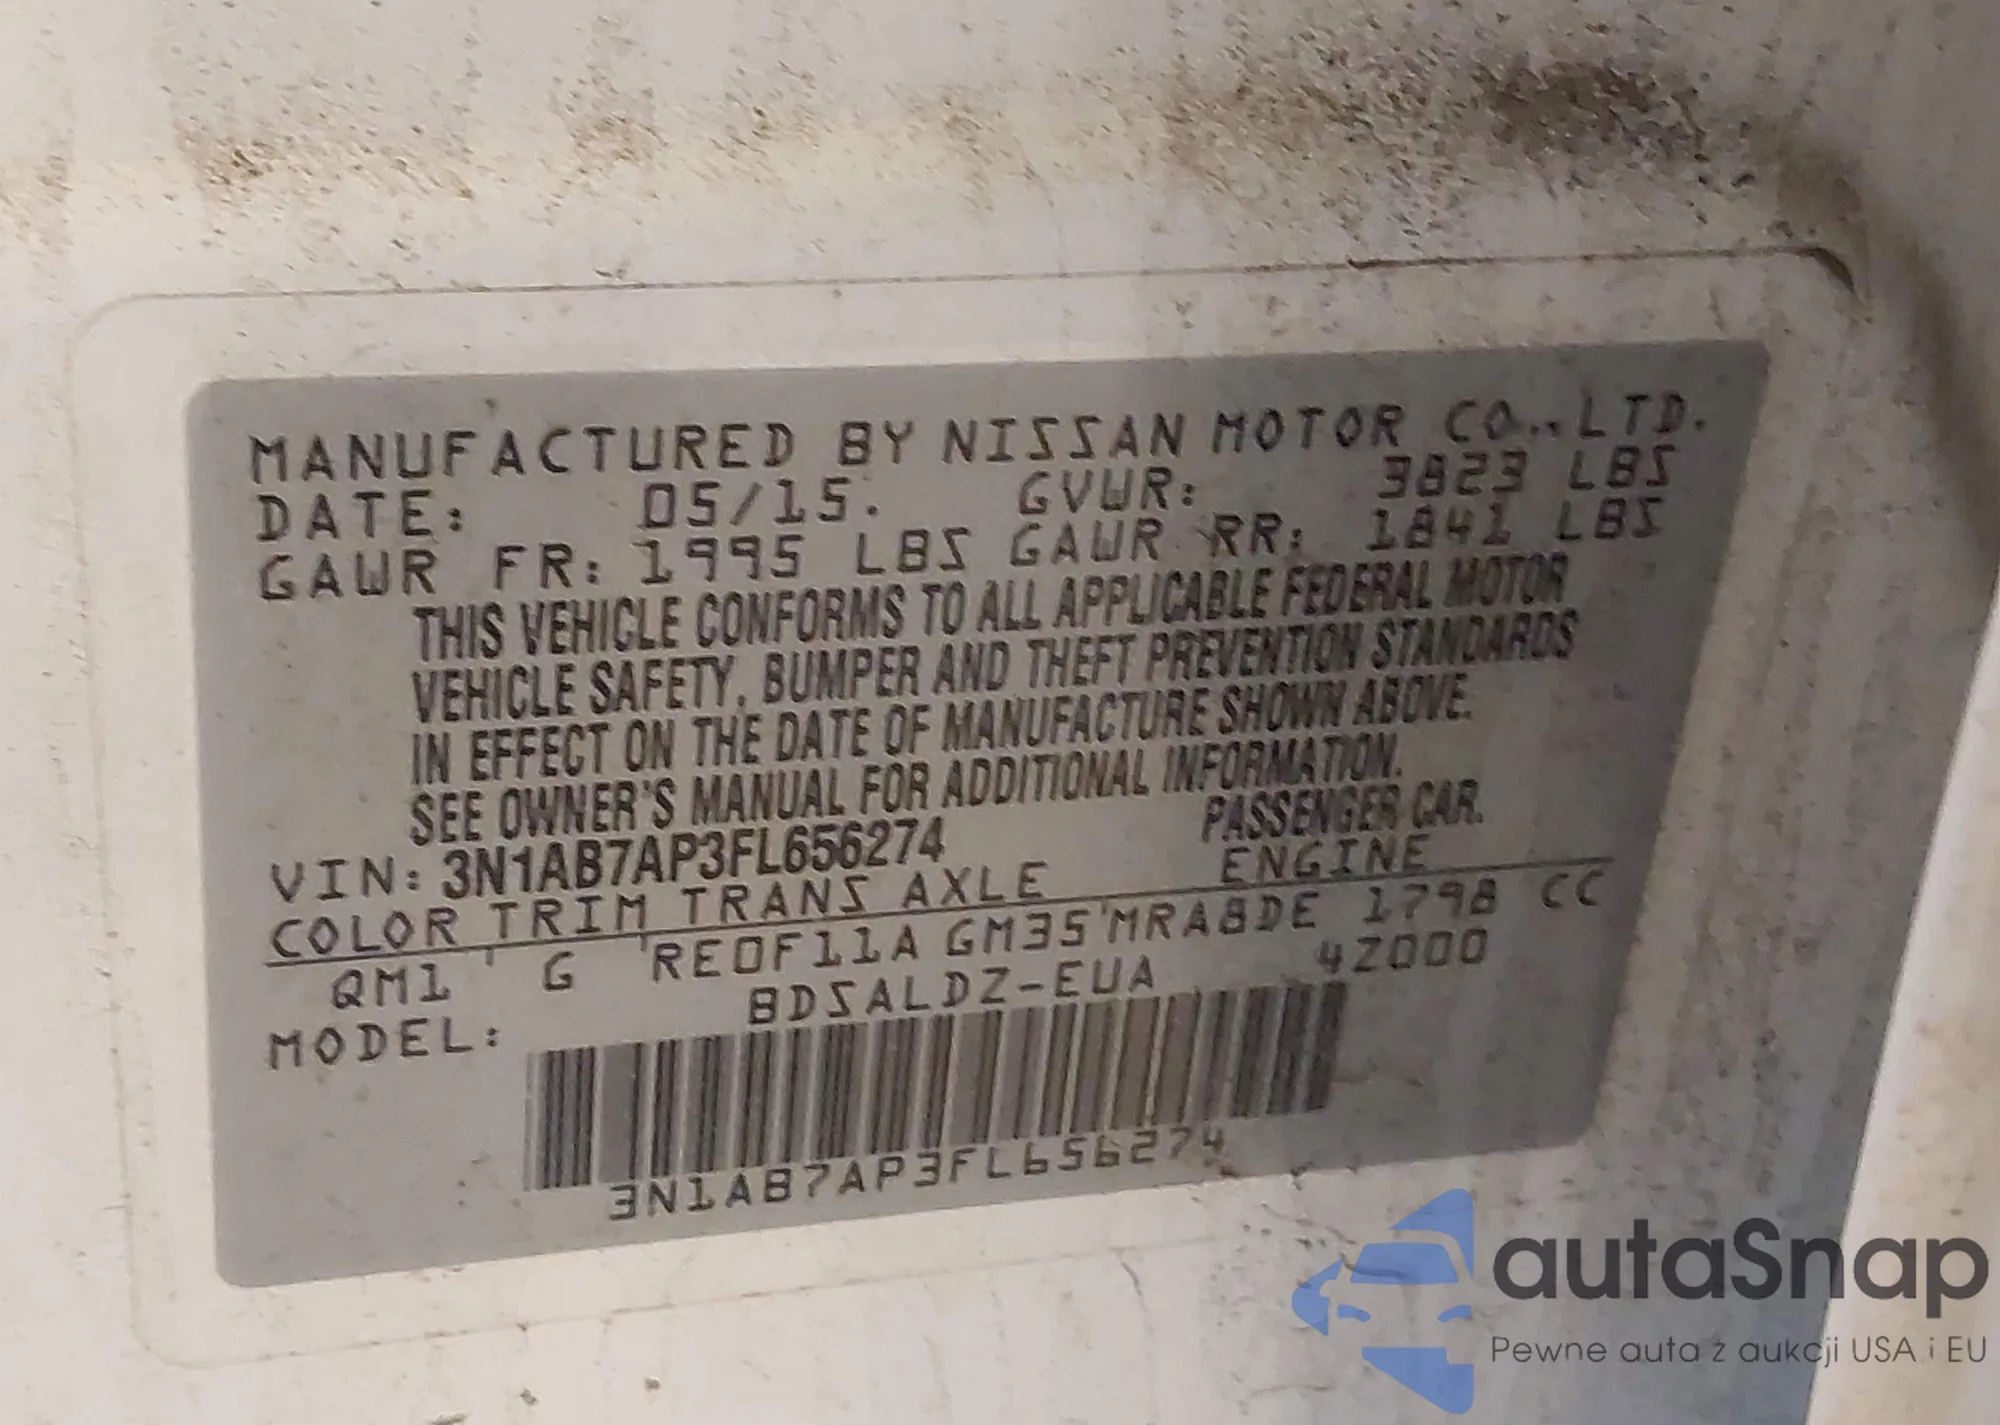 MANUFACTURED BY NISSAN MOTOR CO.,LTD.
DATE: 05/15. GVWR: 3823 LBS
GAWR FR: 1995 LBS GAWR RR: 1841 LBS
THIS VEHICLE CONFORMS TO ALL APPLICABLE FEDERAL MOTOR
VEHICLE SAFETY, BUMPER AND THEFT PREVENTION STANDARDS
IN EFFECT ON THE DATE OF MANUFACTURE SHOWN ABOVE.
SEE OWNER'S MANUAL FOR ADDITIONAL INFORMATION.
VIN: 3N1AB7AP3FL656274 PASSENGER CAR.
COLOR TRIM TRANS AXLE ENGINE
QM1 G RE0F11A GM35 MRA8DE 1798 CC
MODEL: BDSALDZ-EUA 4Z000
3N1AB7AP3FL656274
autaSnap
Pewne auta z aukcji USA i EU